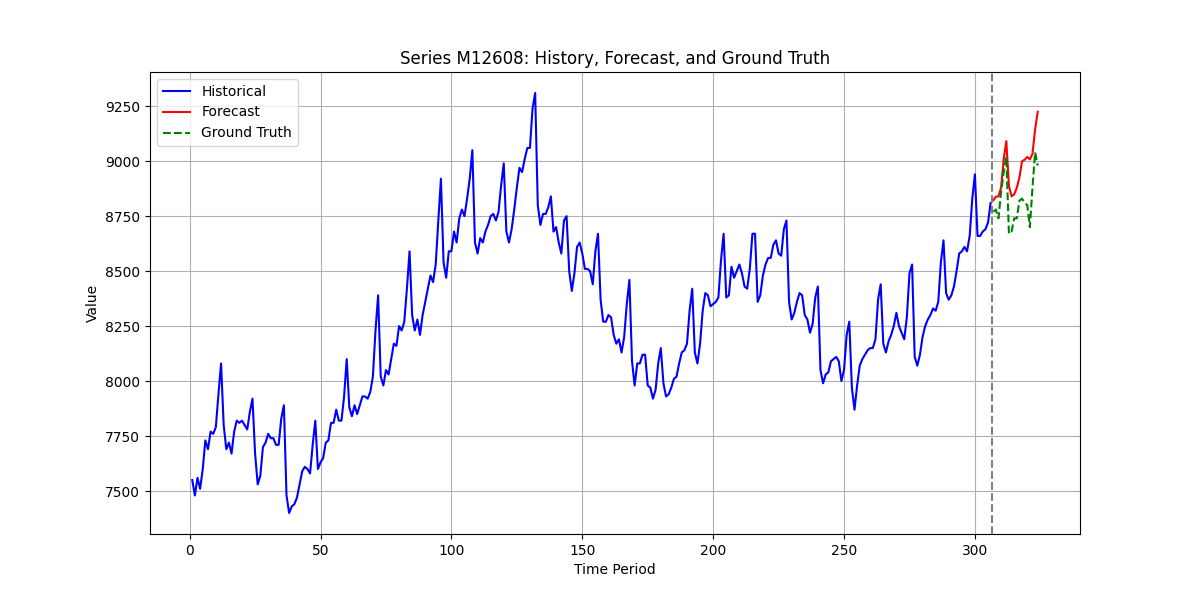 Series M12608: History, Forecast, and Ground Truth
Historical
Forecast
Ground Truth
9250
9000
8750
8500
8250
8000
7750
7500
Value
0 50 100 150 200 250 300
Time Period